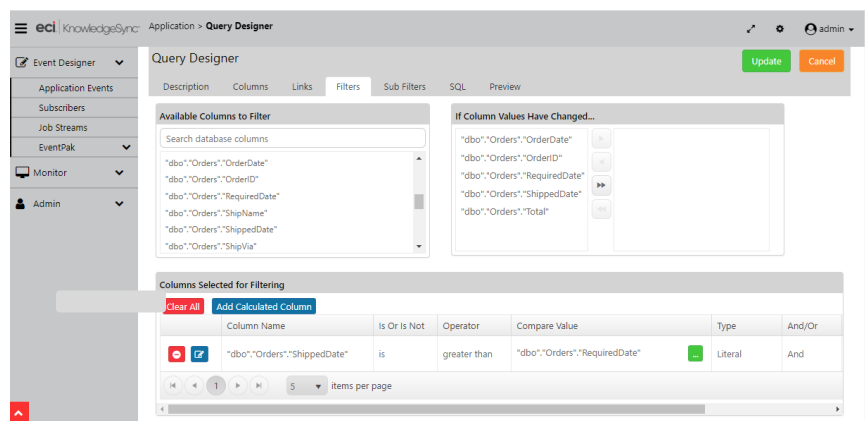 eci KnowledgeSync
Application > Query Designer
admin
Event Designer
Application Events
Subscribers
Job Streams
EventPak
Monitor
Admin
Query Designer
Update
Cancel
Description
Columns
Links
Filters
Sub Filters
SQL
Preview
Available Columns to Filter
Search database columns
"dbo"."Orders"."OrderDate"
"dbo"."Orders"."OrderID"
"dbo"."Orders"."RequiredDate"
"dbo"."Orders"."ShipName"
"dbo"."Orders"."ShippedDate"
"dbo"."Orders"."ShipVia"
If Column Values Have Changed...
"dbo"."Orders"."OrderDate"
"dbo"."Orders"."OrderID"
"dbo"."Orders"."RequiredDate"
"dbo"."Orders"."ShippedDate"
"dbo"."Orders"."Total"
Columns Selected for Filtering
Clear All
Add Calculated Column
Column Name
Is Or Is Not
Operator
Compare Value
Type
And/Or
"dbo"."Orders"."ShippedDate"
is
greater than
"dbo"."Orders"."RequiredDate"
...
Literal
And
1
5
items per page